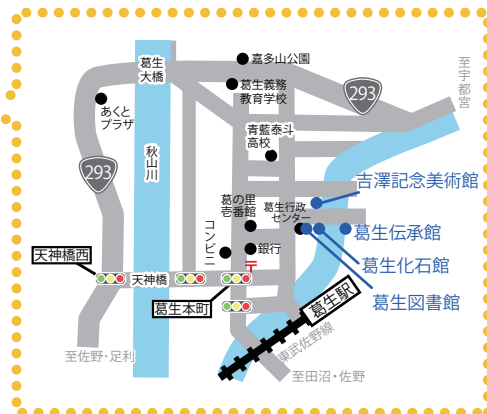 嘉多山公園
葛生
大橋
葛生義務
教育学校
293
至宇都宮
あくと
プラザ
青藍泰斗
高校
秋山川
293
吉澤記念美術館
葛の里
壱番館
葛生行政
センター
コンビニ
葛生伝承館
天神橋西
銀行
〒
葛生化石館
天神橋
葛生本町
葛生図書館
葛生駅
東武佐野線
至佐野・足利
至田沼・佐野